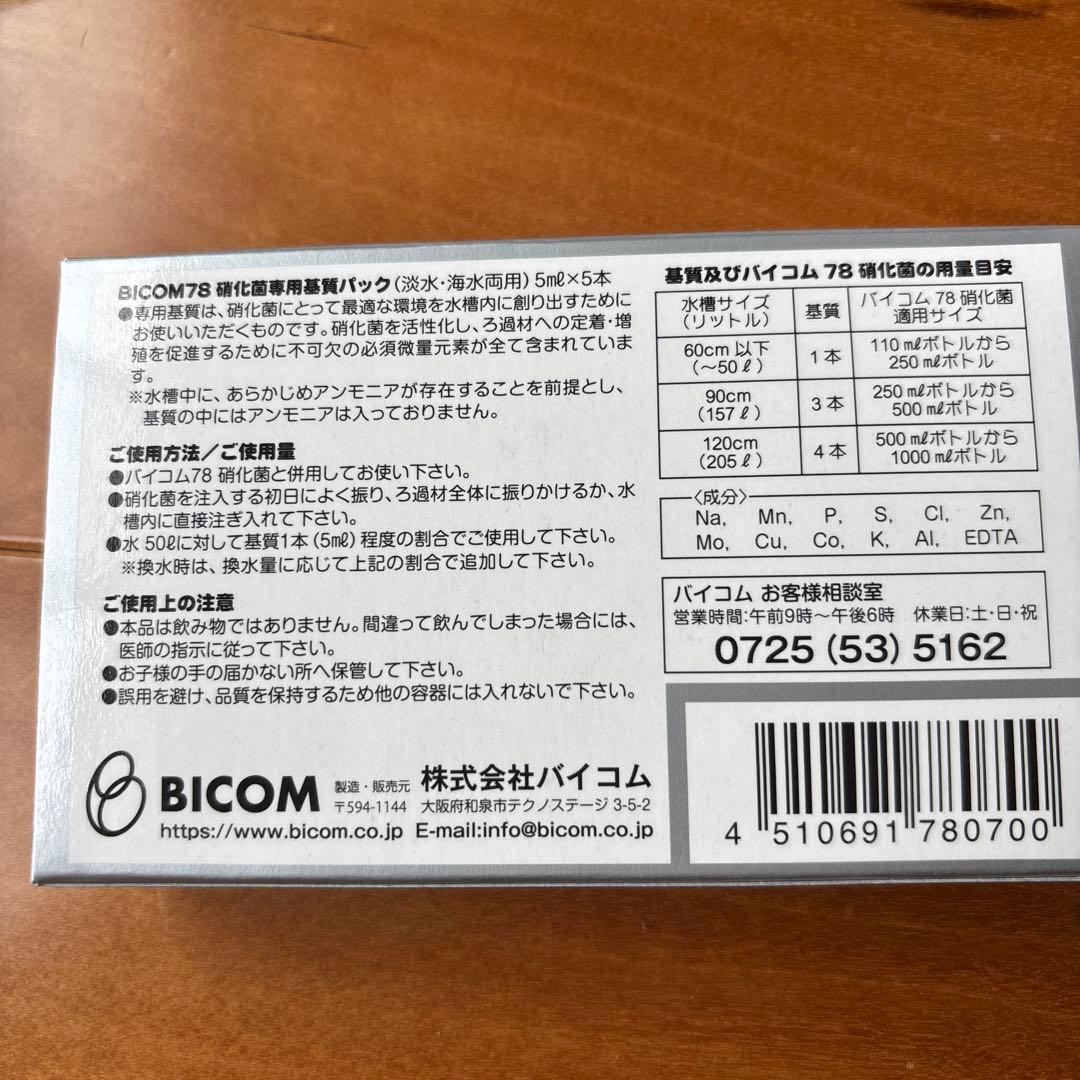 BICOM78 硝化菌専用基質パック(淡水・海水両用)5㎖×5本
●専用基質は、硝化菌にとって最適な環境を水槽内に創り出すために
お使いいただくものです。硝化菌を活性化し、ろ過材への定着・増
殖を促進するために不可欠の必須微量元素が全て含まれていま
す。
※水槽中に、あらかじめアンモニアが存在することを前提とし、
基質の中にはアンモニアは入っておりません。
ご使用方法/ご使用量
●バイコム78 硝化菌と併用してお使い下さい。
●硝化菌を注入する初日によく振り、ろ過材全体に振りかけるか、水
槽内に直接注ぎ入れて下さい。
●水 50ℓに対して基質1本(5㎖)程度の割合でご使用して下さい。
※換水時は、換水量に応じて上記の割合で追加して下さい。
ご使用上の注意
●本品は飲み物ではありません。間違って飲んでしまった場合には、
医師の指示に従って下さい。
●お子様の手の届かない所へ保管して下さい。
●誤用を避け、品質を保持するため他の容器には入れないで下さい。
BICOM 製造・販売元 株式会社バイコム
〒594-1144 大阪府和泉市テクノステージ 3-5-2
https://www.bicom.co.jp E-mail:info@bicom.co.jp
基質及びバイコム 78 硝化菌の用量目安
水槽サイズ(リットル) 基質 バイコム 78 硝化菌適用サイズ
60cm 以下(〜50ℓ) 1本 110㎖ボトルから250㎖ボトル
90cm(157ℓ) 3本 250㎖ボトルから500㎖ボトル
120cm(205ℓ) 4本 500㎖ボトルから1000㎖ボトル
〈成分〉
Na, Mn, P, S, Cl, Zn,
Mo, Cu, Co, K, Al, EDTA
バイコム お客様相談室
営業時間:午前9時〜午後6時 休業日:土・日・祝
0725(53)5162
4 510691 780700